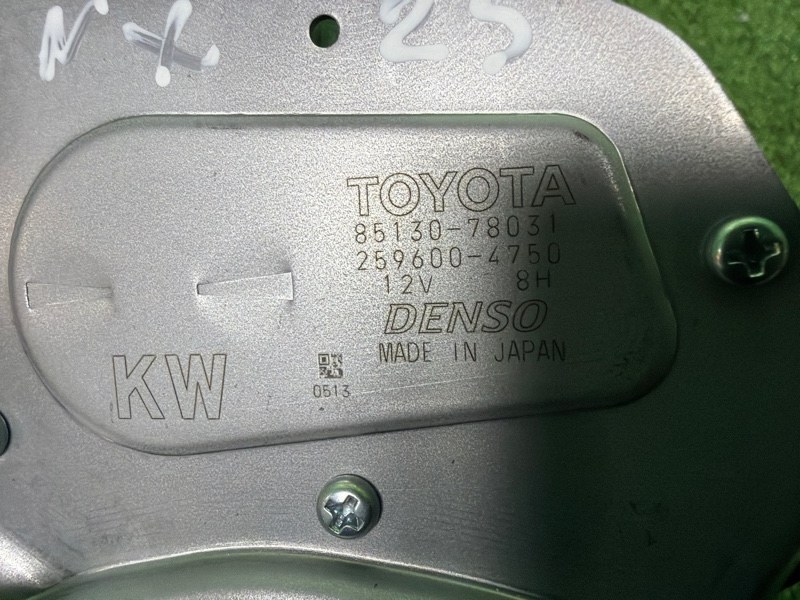 NX 25
TOYOTA
85130-78031
259600-4750
12V 8H
DENSO
MADE IN JAPAN
KW
0513